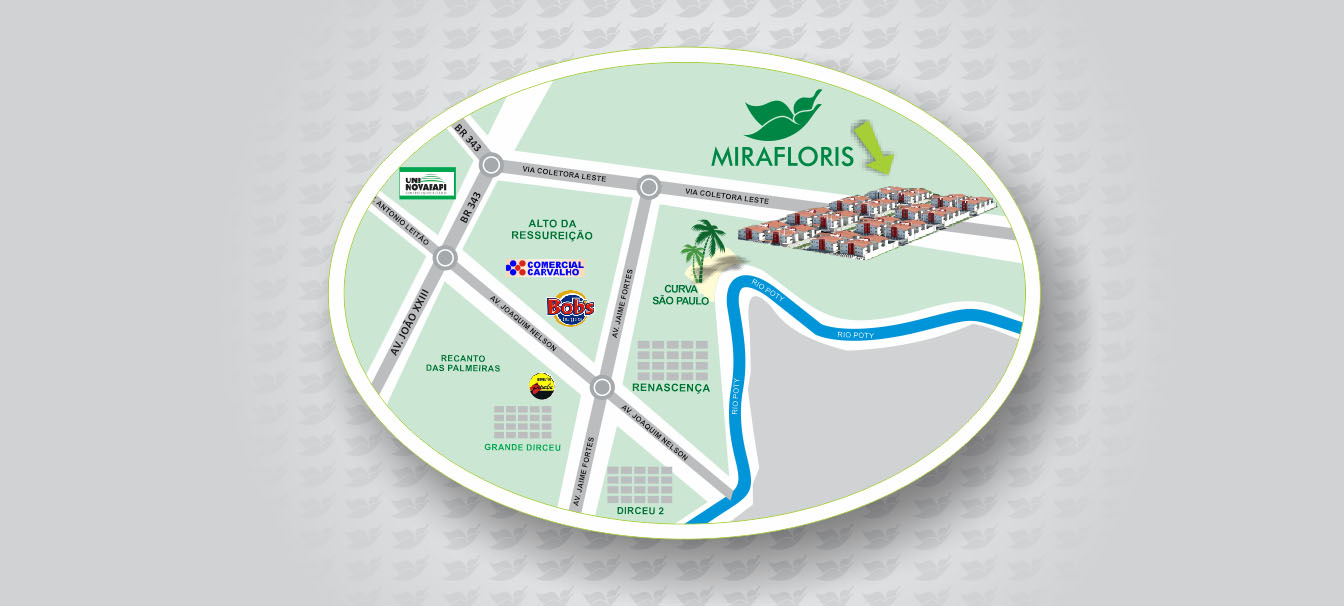 BR 343
MIRAFLORIS
UNI
NOVAFAPI
VIA COLETORA LESTE
VIA COLETORA LESTE
BR 343
ANTONIO LEITÃO
ALTO DA
RESSUREIÇÃO
COMERCIAL
CARVALHO
CURVA
SÃO PAULO
RIO POTY
Bob's
AV. JOÃO XXIII
AV. JOAQUIM NELSON
AV. JAIME FORTES
RIO POTY
RECANTO
DAS PALMEIRAS
RENASCENÇA
RIO POTY
AV. JOAQUIM NELSON
GRANDE DIRCEU
AV. JAIME FORTES
DIRCEU 2